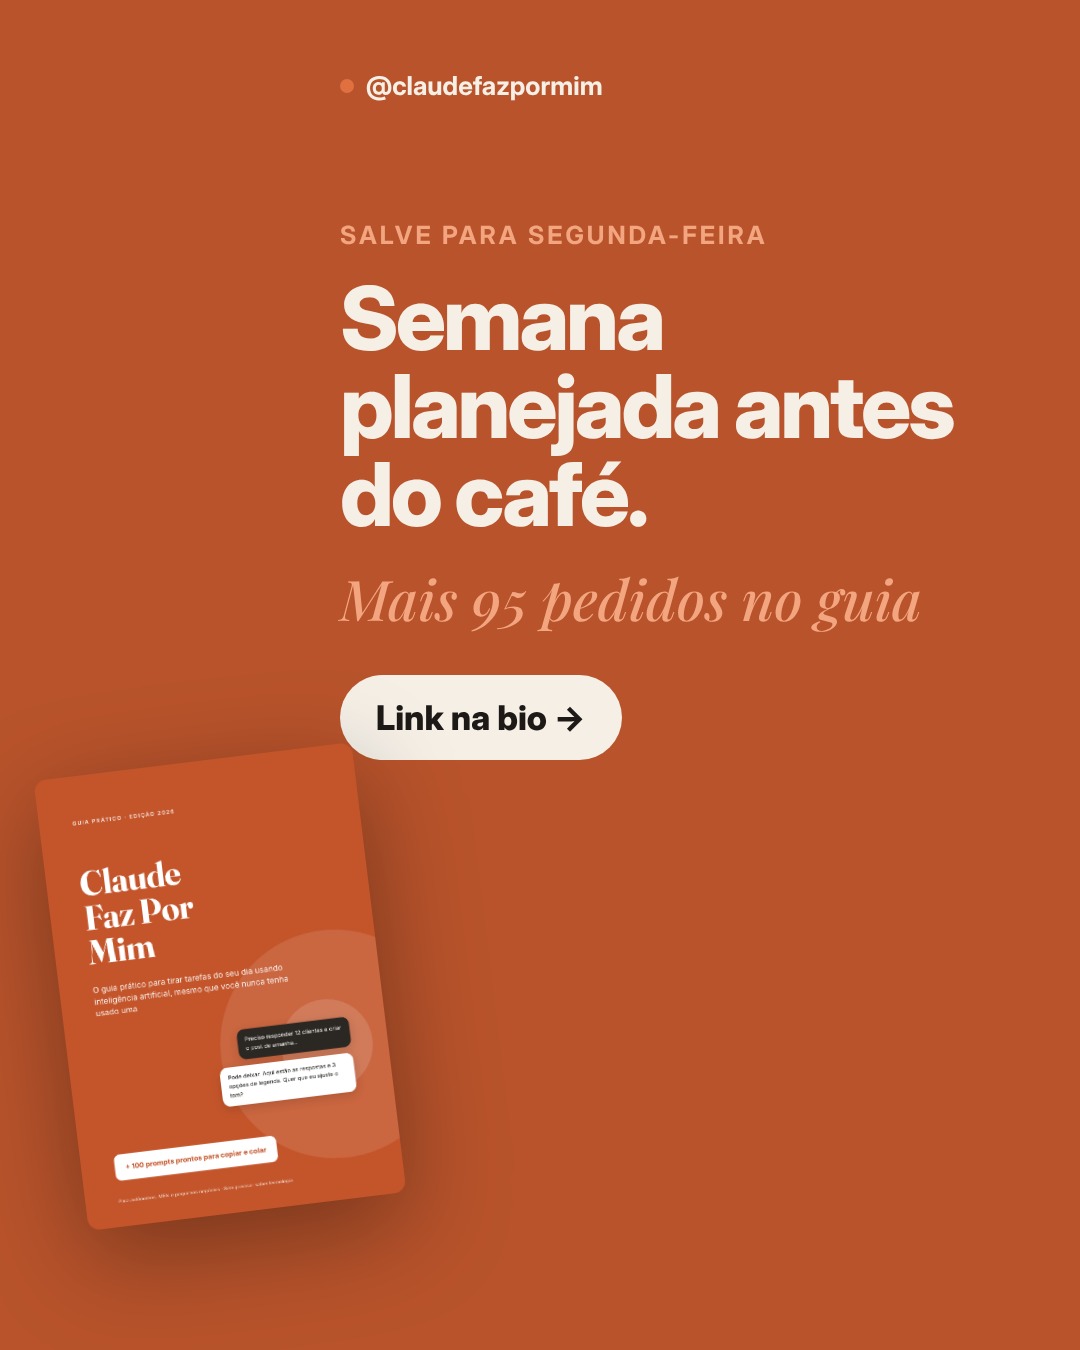 @claudefazpormim
SALVE PARA SEGUNDA-FEIRA
Semana
planejada antes
do café.
Mais 95 pedidos no guia
Link na bio →
GUIA PRÁTICO · EDIÇÃO 2026
Claude
Faz Por
Mim
O guia prático para tirar tarefas do seu dia usando
inteligência artificial, mesmo que você nunca tenha
usado uma
Preciso responder 12 clientes e criar
o post de amanhã...
Pode deixar. Aqui estão as respostas e 3
opções de legenda. Quer que eu ajuste o
tom?
+ 100 prompts prontos para copiar e colar